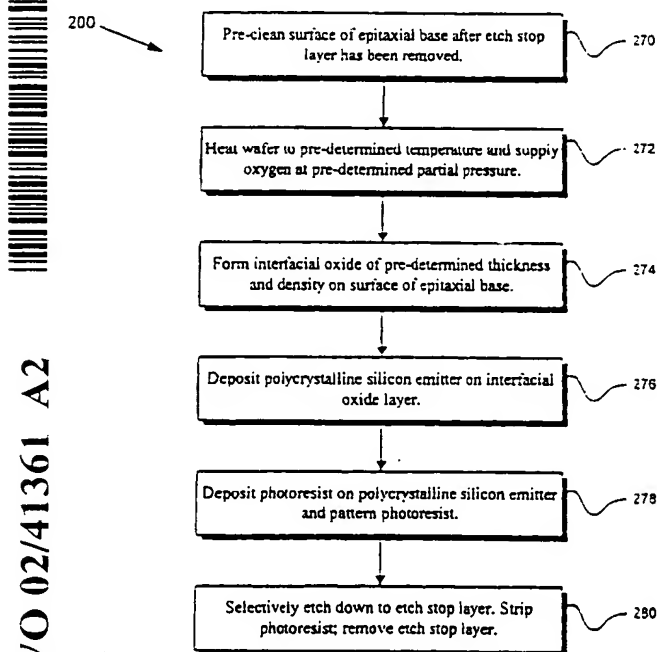 200
Pre-clean surface of epitaxial base after etch stop
layer has been removed.
270
Heat wafer to pre-determined temperature and supply
oxygen at pre-determined partial pressure.
272
Form interfacial oxide of pre-determined thickness
and density on surface of epitaxial base.
274
Deposit polycrystalline silicon emitter on interfacial
oxide layer.
276
Deposit photoresist on polycrystalline silicon emitter
and pattern photoresist.
278
Selectively etch down to etch stop layer. Strip
photoresist; remove etch stop layer.
280
/O 02/41361 A2